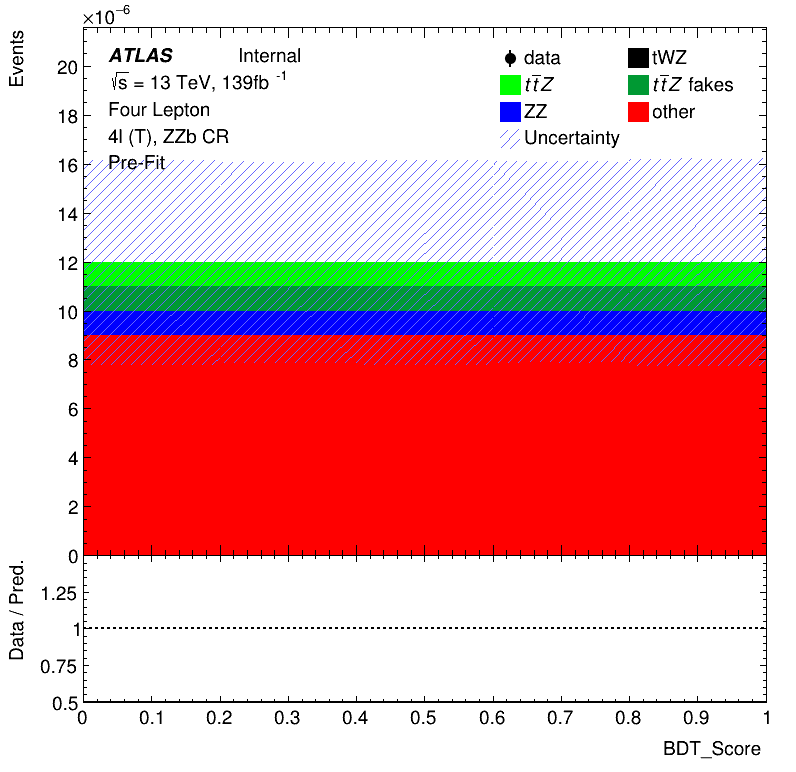 ×10⁻⁶
Events
ATLAS Internal
√s = 13 TeV, 139fb⁻¹
Four Lepton
4l (T), ZZb CR
Pre-Fit
data
tWZ
tt̄Z
tt̄Z fakes
ZZ
other
Uncertainty
20
18
16
14
12
10
8
6
4
2
0
Data / Pred.
1.25
1
0.75
0.5
0 0.1 0.2 0.3 0.4 0.5 0.6 0.7 0.8 0.9 1
BDT_Score